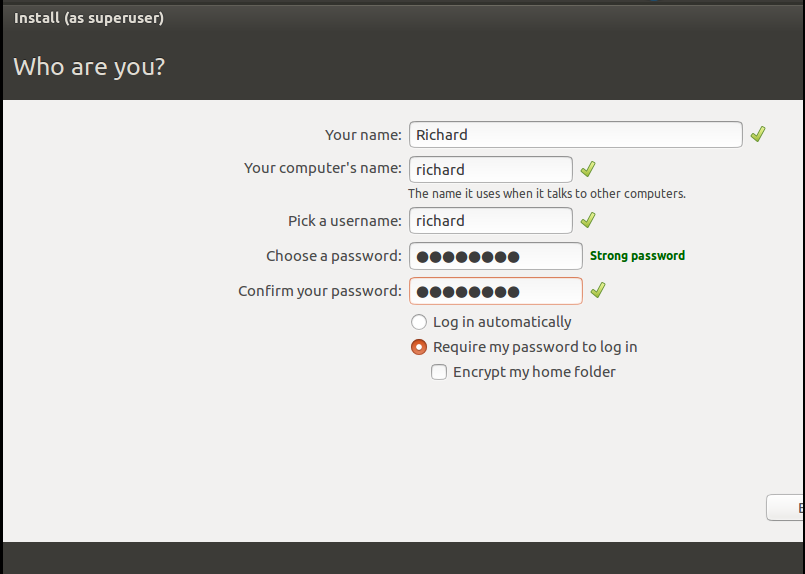 Install (as superuser)
Who are you?
Your name: Richard
Your computer's name: richard
The name it uses when it talks to other computers.
Pick a username: richard
Choose a password: ●●●●●●●● Strong password
Confirm your password: ●●●●●●●●
Log in automatically
Require my password to log in
Encrypt my home folder